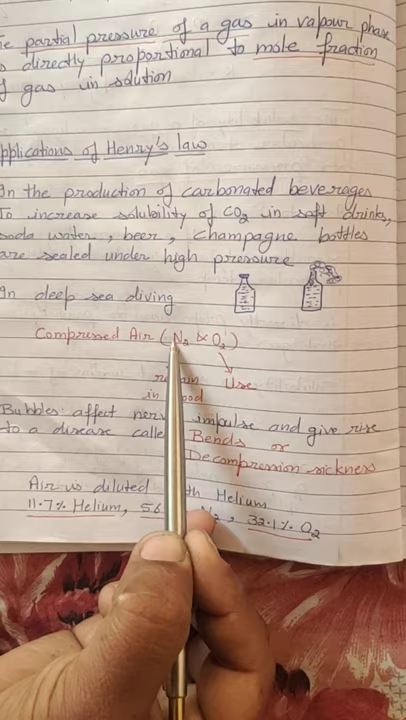 partial pressure of a gas in vapour phase
directly proportional to mole fraction
gas in solution
pplications of Henry's law
In the production of carbonated beverages
To increase solubility of CO2 in soft drinks,
soda water, beer, champagne bottles
are sealed under high pressure
In deep sea diving
Compressed Air (N2 & O2)
Use
in
Bubbles affect nerv impulse and give rise
to a disease calle Bends or
Decompression sickness
Air is diluted th Helium
11.7% Helium, 56 N2, 32.1% O2